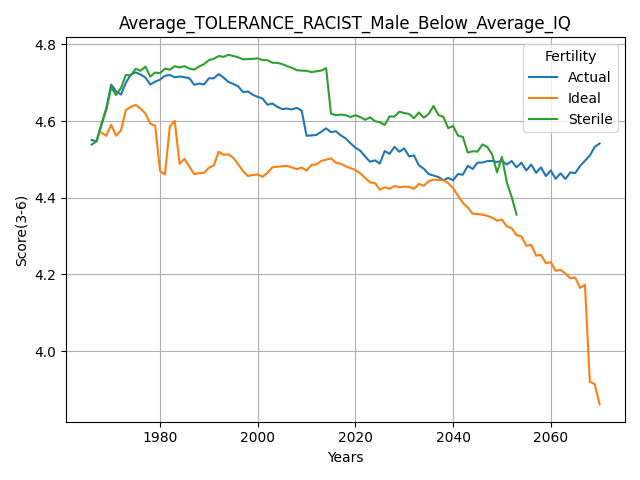 Average_TOLERANCE_RACIST_Male_Below_Average_IQ
4.8
4.6
4.4
4.2
4.0
Score(3-6)
1980
2000
2020
2040
2060
Years
Fertility
Actual
Ideal
Sterile